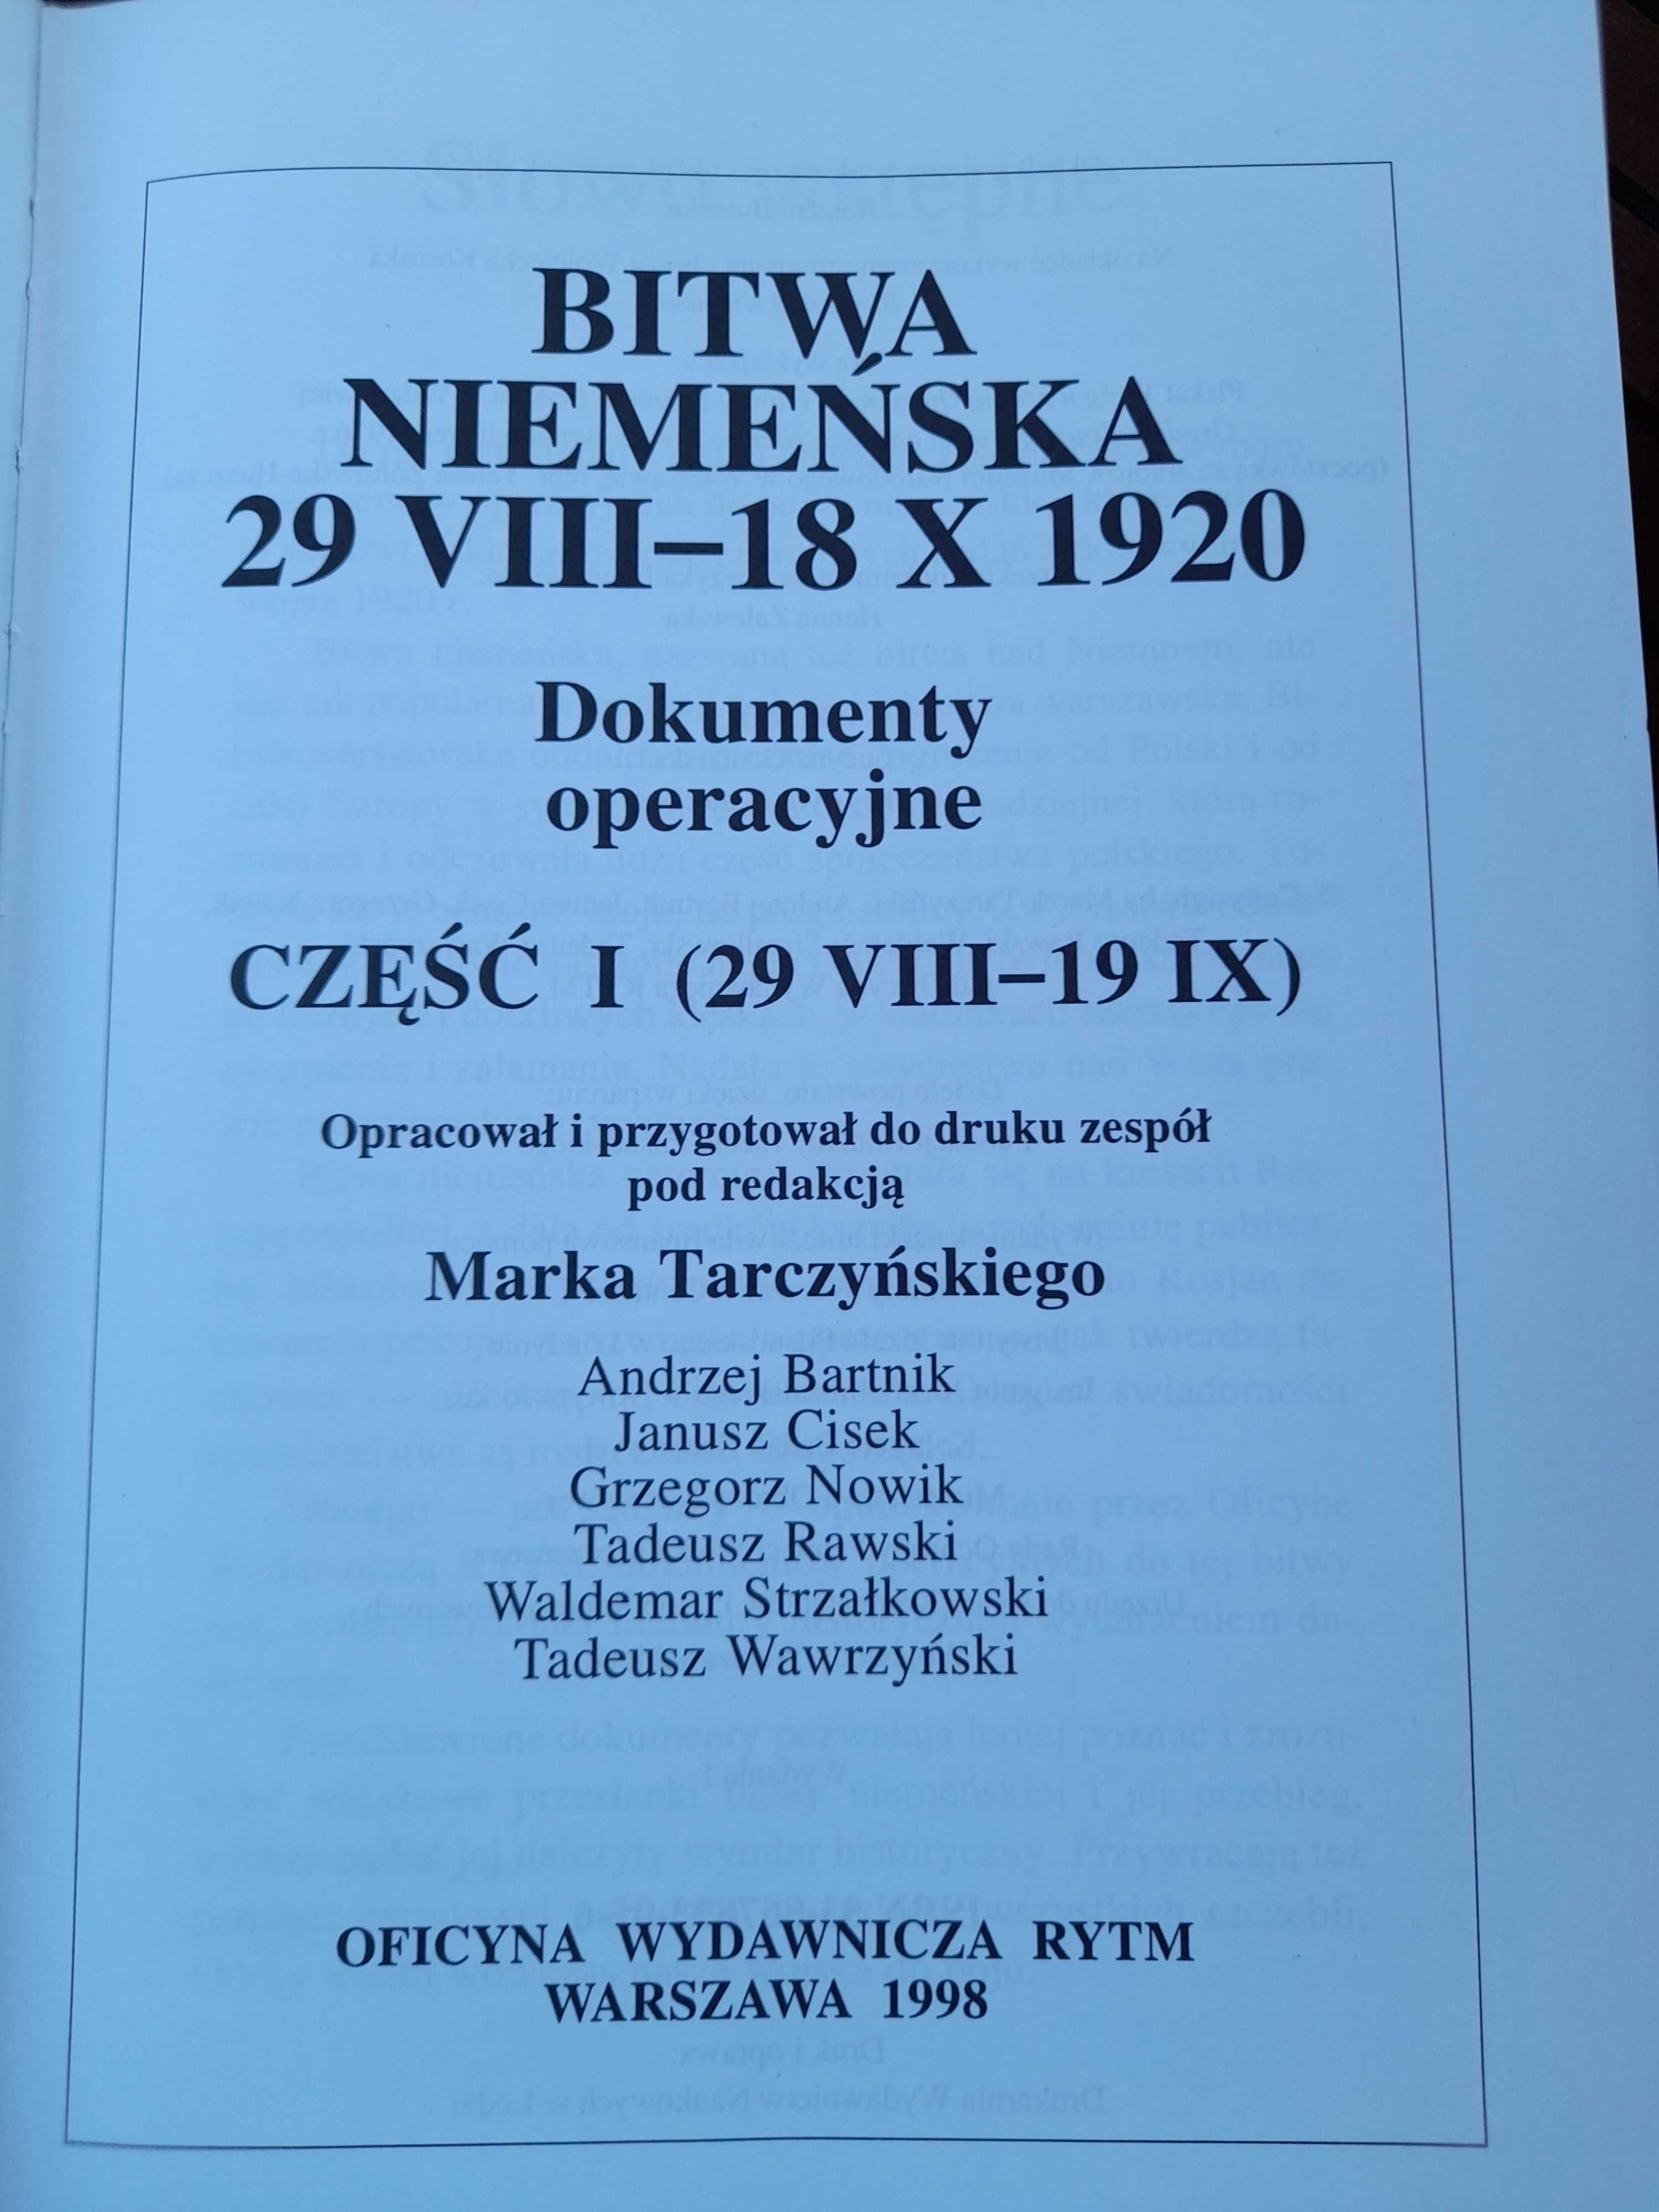 BITWA
NIEMEŃSKA
29 VIII–18 X 1920
Dokumenty
operacyjne
CZĘŚĆ I (29 VIII–19 IX)
Opracował i przygotował do druku zespół
pod redakcją
Marka Tarczyńskiego
Andrzej Bartnik
Janusz Cisek
Grzegorz Nowik
Tadeusz Rawski
Waldemar Strzałkowski
Tadeusz Wawrzyński
OFICYNA WYDAWNICZA RYTM
WARSZAWA 1998